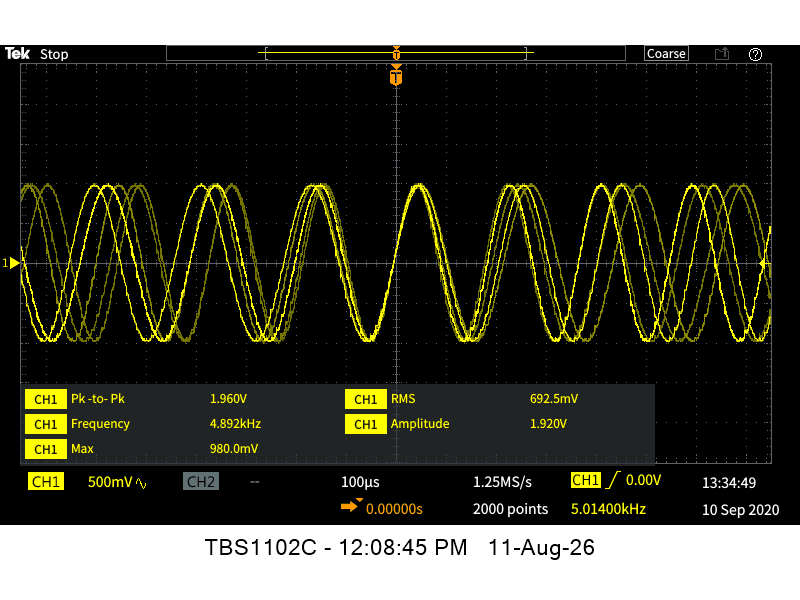 Tek Stop
Coarse
T
T
1
CH1 Pk-to-Pk 1.960V CH1 RMS 692.5mV
CH1 Frequency 4.892kHz CH1 Amplitude 1.920V
CH1 Max 980.0mV
CH1 500mV CH2 -- 100µs 1.25MS/s CH1 0.00V 13:34:49
0.00000s 2000 points 5.01400kHz 10 Sep 2020
TBS1102C - 12:08:45 PM 11-Aug-26